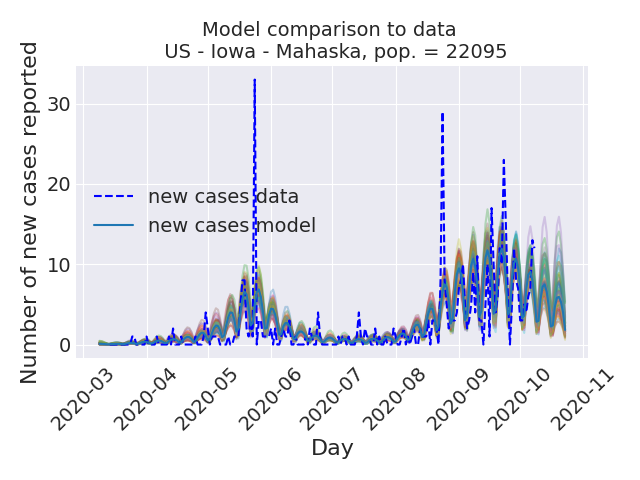 Model comparison to data
US - Iowa - Mahaska, pop. = 22095
Number of new cases reported
30
20
10
0
new cases data
new cases model
2020-03
2020-04
2020-05
2020-06
2020-07
2020-08
2020-09
2020-10
2020-11
Day